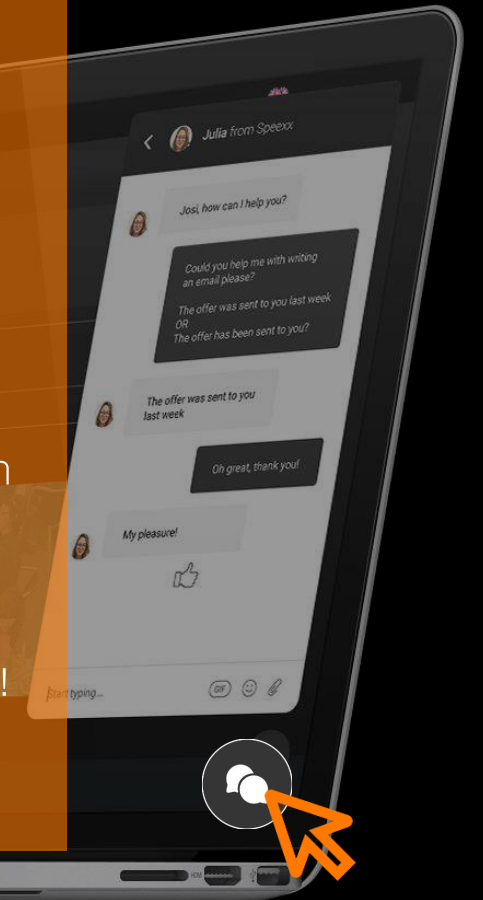 Julia from Speexx
Josi, how can I help you?
Could you help me with writing
an email please?
The offer was sent to you last week
OR
The offer has been sent to you?
The offer was sent to you
last week
Oh great, thank you!
n
My pleasure!
!
Start typing...
GIF
HDMI